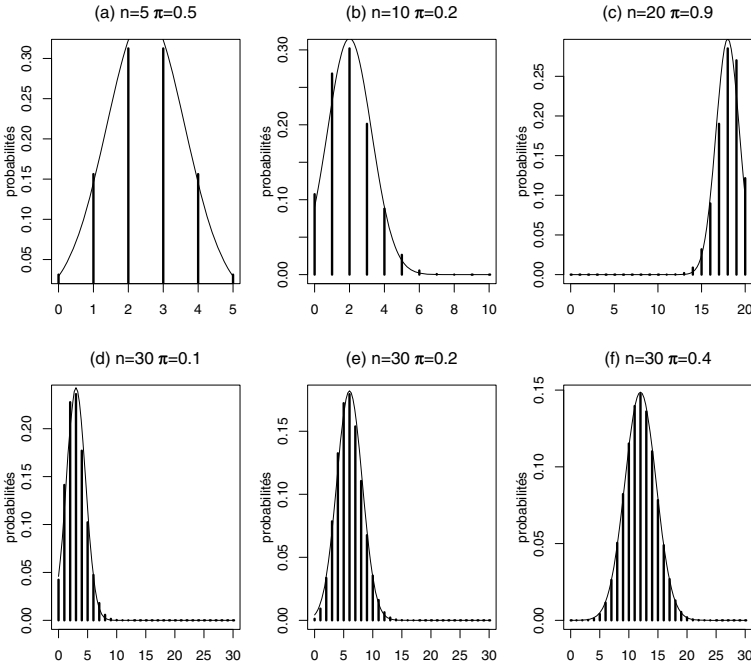 (a) n=5 π=0.5
probabilités
0.05 0.10 0.15 0.20 0.25 0.30
0 1 2 3 4 5
(b) n=10 π=0.2
probabilités
0.00 0.10 0.20 0.30
0 2 4 6 8 10
(c) n=20 π=0.9
probabilités
0.00 0.05 0.10 0.15 0.20 0.25
0 5 10 15 20
(d) n=30 π=0.1
probabilités
0.00 0.05 0.10 0.15 0.20
0 5 10 15 20 25 30
(e) n=30 π=0.2
probabilités
0.00 0.05 0.10 0.15
0 5 10 15 20 25 30
(f) n=30 π=0.4
probabilités
0.00 0.05 0.10 0.15
0 5 10 15 20 25 30